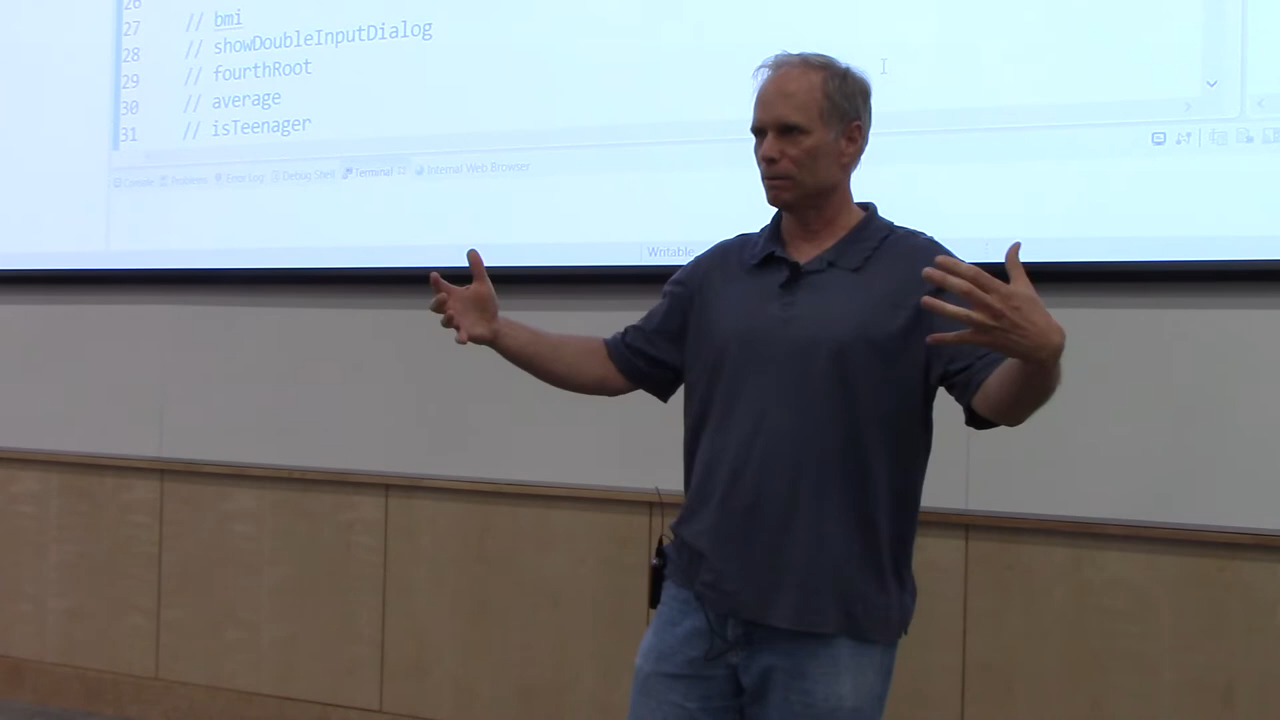 26
27 // bmi
28 // showDoubleInputDialog
29 // fourthRoot
30 // average
31 // isTeenager
Console Problems Error Log Debug Shell Terminal Internal Web Browser
Writable